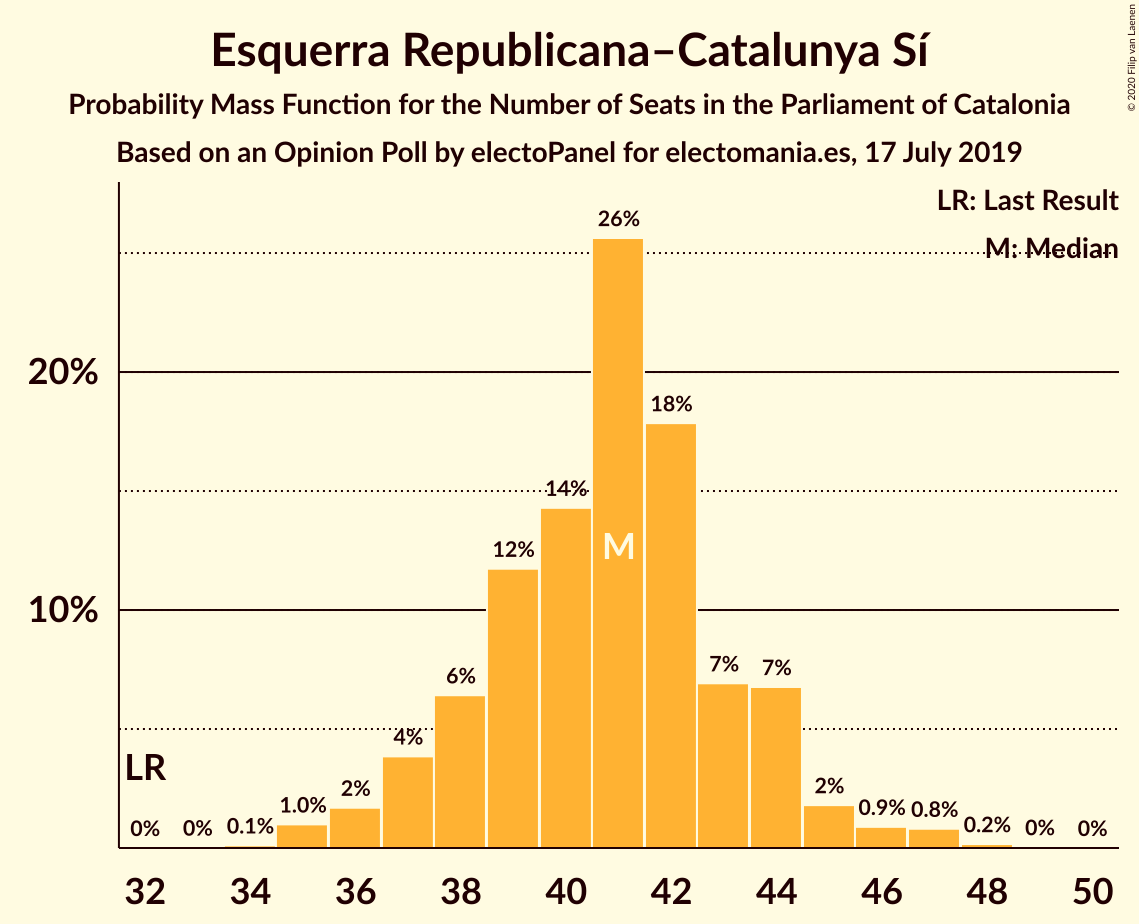 Esquerra Republicana–Catalunya Sí
Probability Mass Function for the Number of Seats in the Parliament of Catalonia
Based on an Opinion Poll by electoPanel for electomania.es, 17 July 2019
© 2020 Filip van Laenen
LR: Last Result
M: Median
26%
20%
18%
14%
M
12%
10%
7%
7%
6%
4%
LR
2%
2%
1.0%
0.9%
0.8%
0%
0%
0.1%
0.2%
0%
0%
32 34 36 38 40 42 44 46 48 50